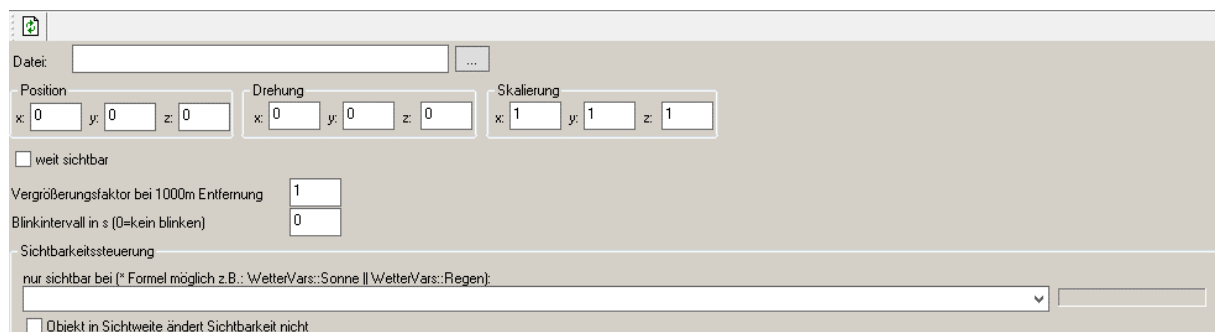 Datei: ...
Position Drehung Skalierung
x: 0 y: 0 z: 0 x: 0 y: 0 z: 0 x: 1 y: 1 z: 1
weit sichtbar
Vergrößerungsfaktor bei 1000m Entfernung 1
Blinkintervall in s (0=kein blinken) 0
Sichtbarkeitssteuerung
nur sichtbar bei (* Formel möglich z.B.: WetterVars::Sonne || WetterVars::Regen):
Objekt in Sichtweite ändert Sichtbarkeit nicht